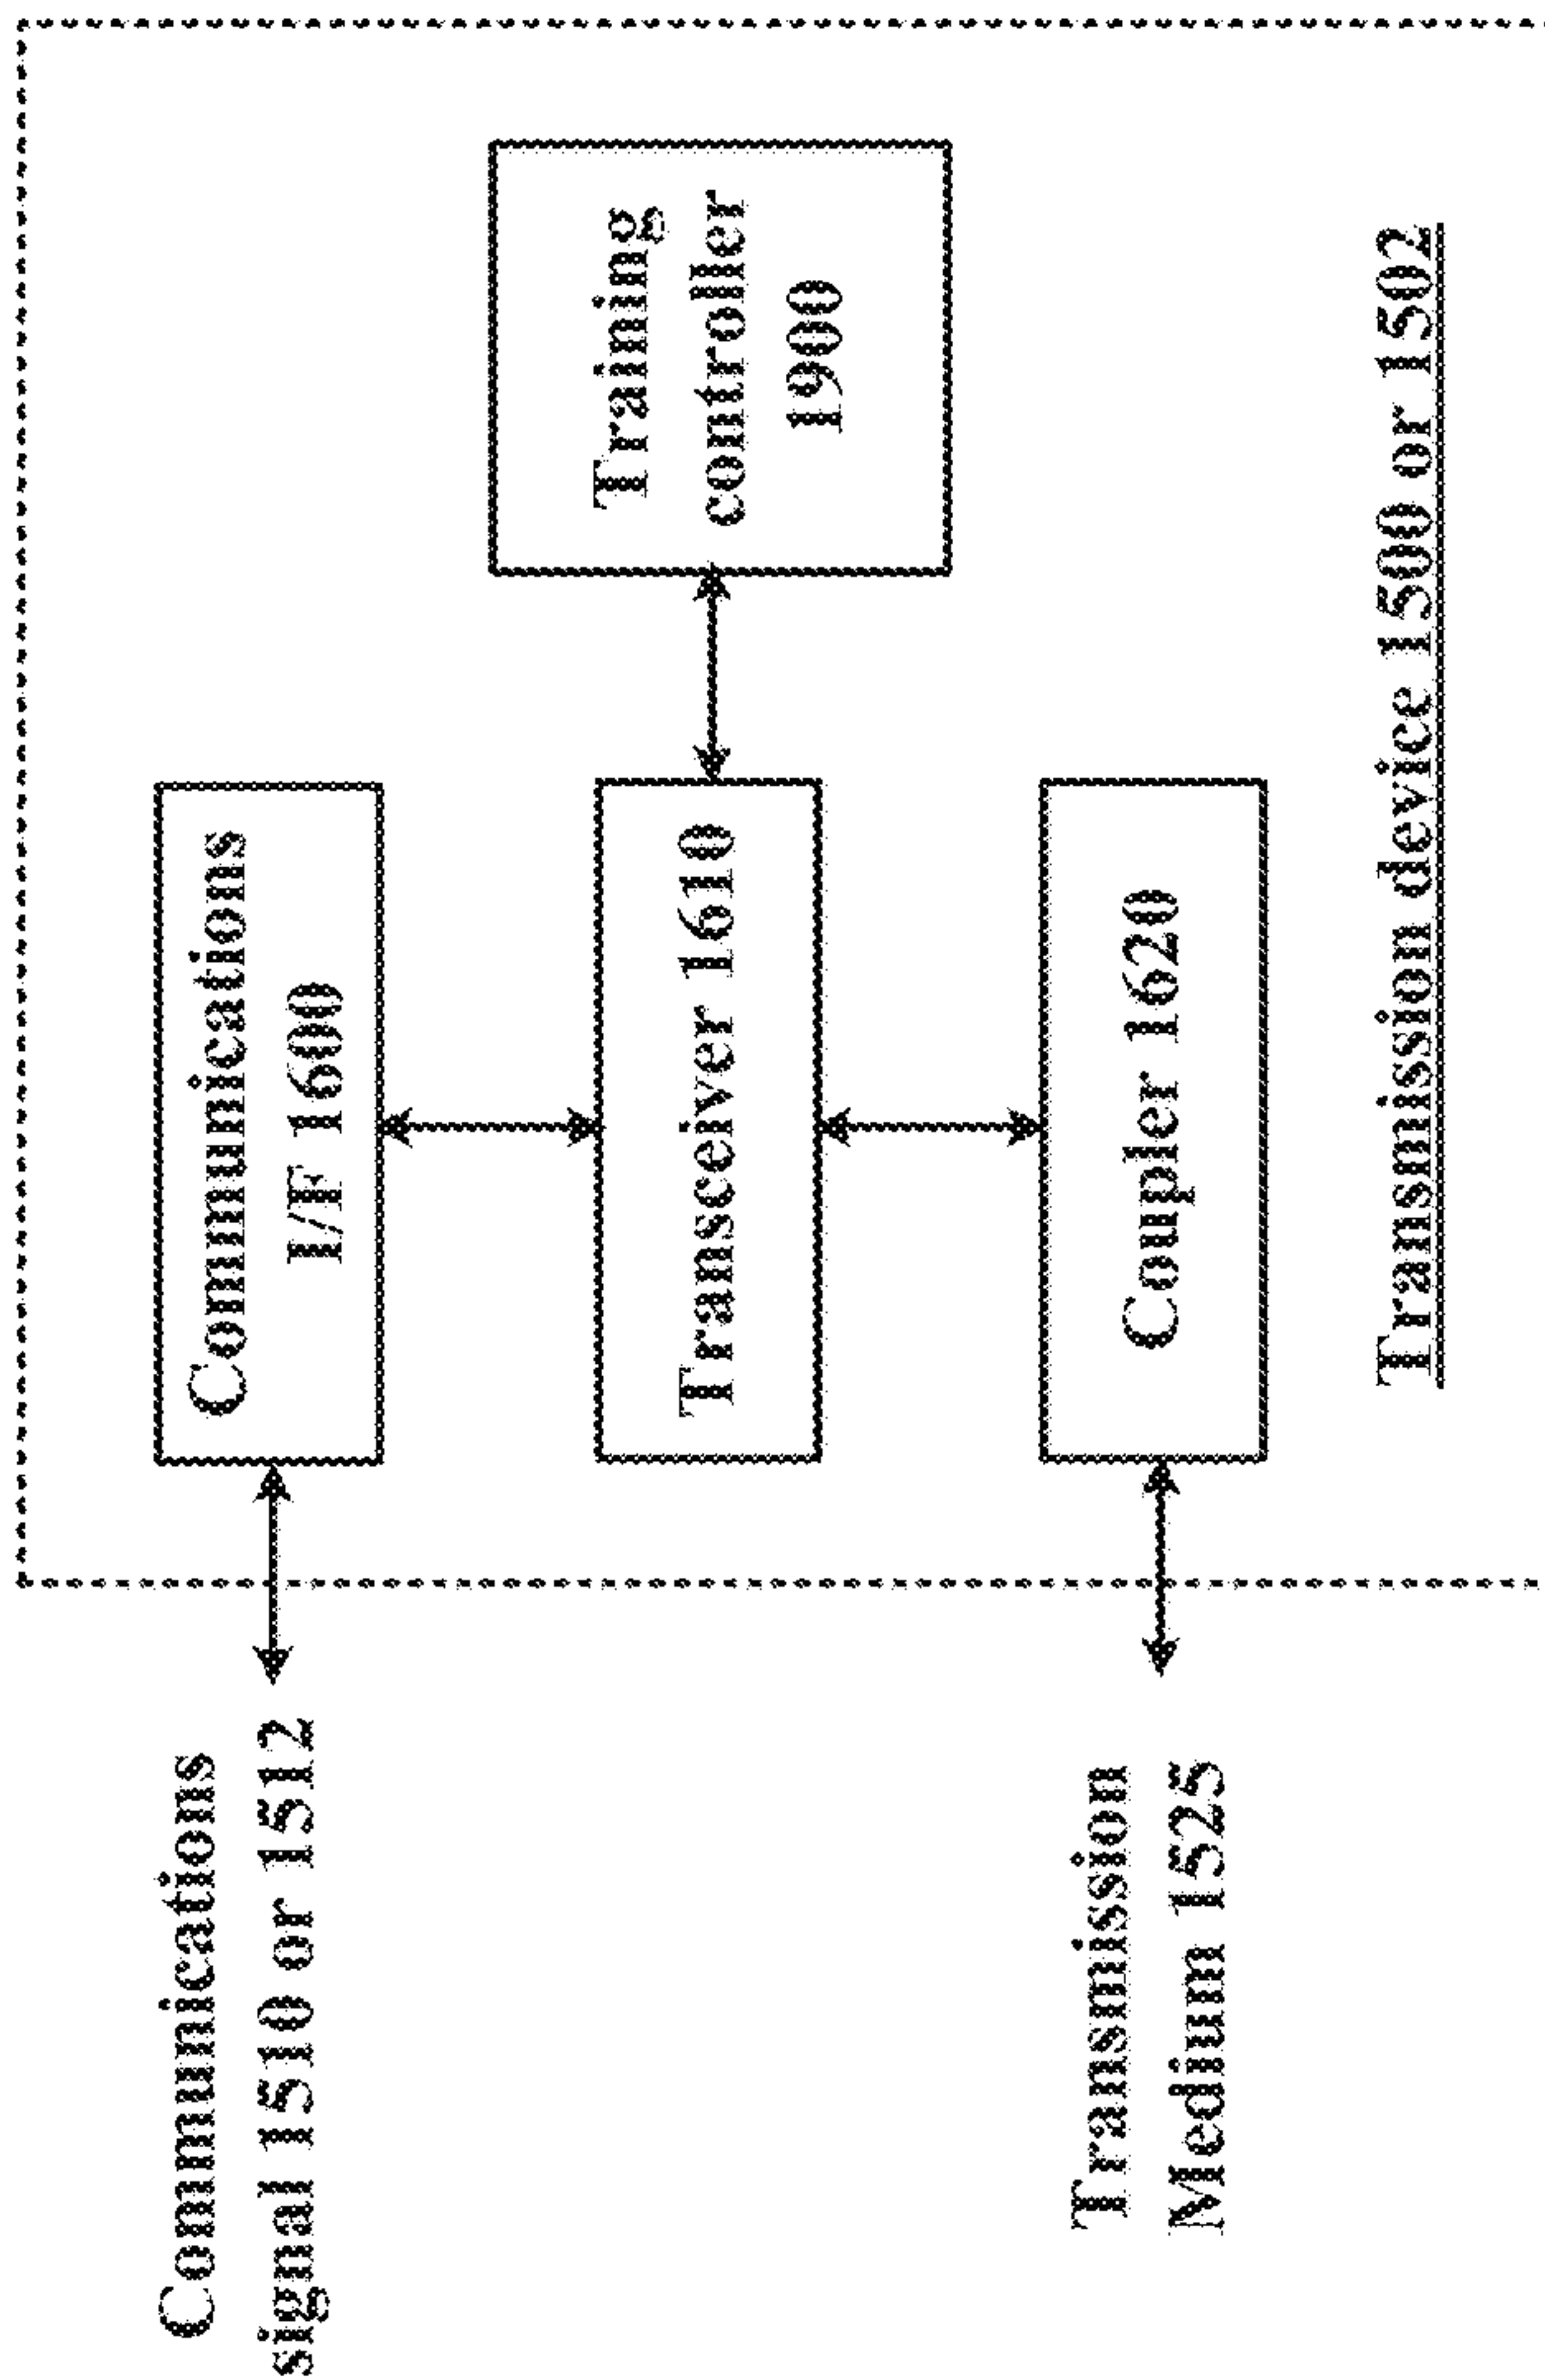 Communications
signal 1510 or 1512
Communications
I/F 1600
Transceiver 1610
Training
controller
1900
Transmission
Medium 1525
Coupler 1620
Transmission device 1500 or 1502